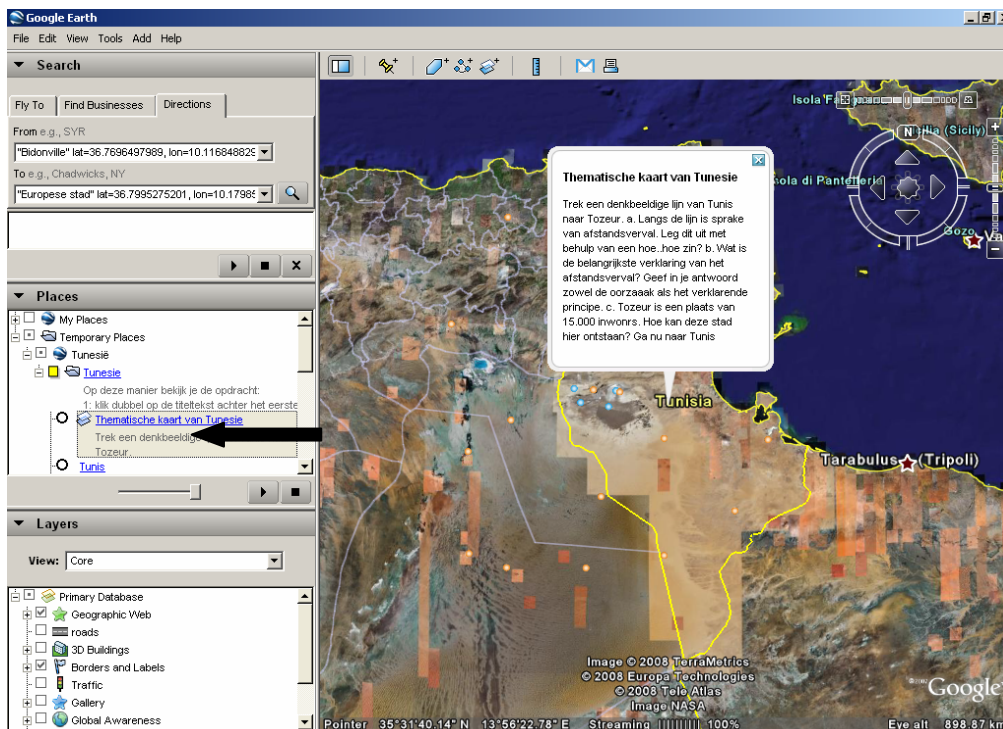 Google Earth
File Edit View Tools Add Help
Search
Fly To Find Businesses Directions
From e.g., SYR
"Bidonville" lat=36.7696497989, lon=10.116848829
To e.g., Chadwicks, NY
"Europese stad" lat=36.7995275201, lon=10.1798
Places
My Places
Temporary Places
Tunesië
Tunesie
Op deze manier bekijk je de opdracht:
1: klik dubbel op de titeltekst achter het eerste
Thematische kaart van Tunesie
Trek een denkbeeldige
Tozeur.
Tunis
Layers
View: Core
Primary Database
Geographic Web
roads
3D Buildings
Borders and Labels
Traffic
Gallery
Global Awareness
Isola
(Sicily)
N
Isola di Pantelleria
Gozo
Va
Thematische kaart van Tunesie
Trek een denkbeeldige lijn van Tunis
naar Tozeur. a. Langs de lijn is sprake
van afstandsverval. Leg dit uit met
behulp van een hoe..hoe zin? b. Wat is
de belangrijkste verklaring van het
afstandsverval? Geef in je antwoord
zowel de oorzaaak als het verklarende
principe. c. Tozeur is een plaats van
15.000 inwonrs. Hoe kan deze stad
hier ontstaan? Ga nu naar Tunis
Tunisia
Tarabulus (Tripoli)
Image © 2008 TerraMetrics
© 2008 Europa Technologies
© 2008 Tele Atlas
Image NASA
Google
Pointer 35°31'40.14" N 13°56'22.78" E Streaming 100% Eye alt 898.87 km